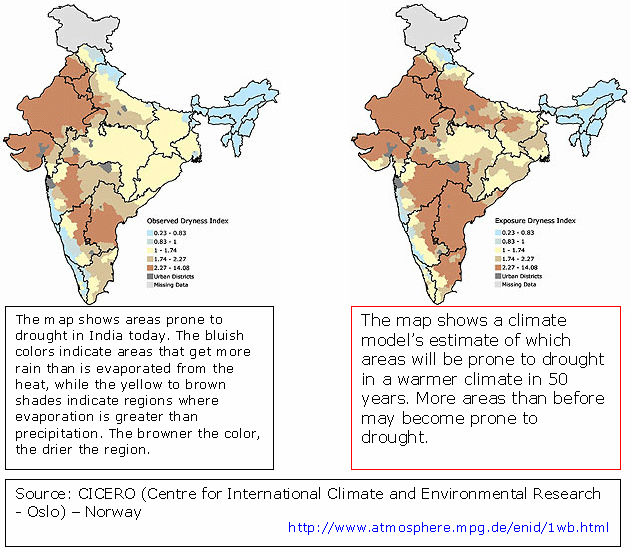 Observed Dryness Index
0.23 - 0.83
0.83 - 1
1 - 1.74
1.74 - 2.27
2.27 - 14.08
Urban Districts
Missing Data
Exposure Dryness Index
0.23 - 0.83
0.83 - 1
1 - 1.74
1.74 - 2.27
2.27 - 14.08
Urban Districts
Missing Data
The map shows areas prone to
drought in India today. The bluish
colors indicate areas that get more
rain than is evaporated from the
heat, while the yellow to brown
shades indicate regions where
evaporation is greater than
precipitation. The browner the color,
the drier the region.
The map shows a climate
model's estimate of which
areas will be prone to drought
in a warmer climate in 50
years. More areas than before
may become prone to
drought.
Source: CICERO (Centre for International Climate and Environmental Research
- Oslo) – Norway
http://www.atmosphere.mpg.de/enid/1wb.html